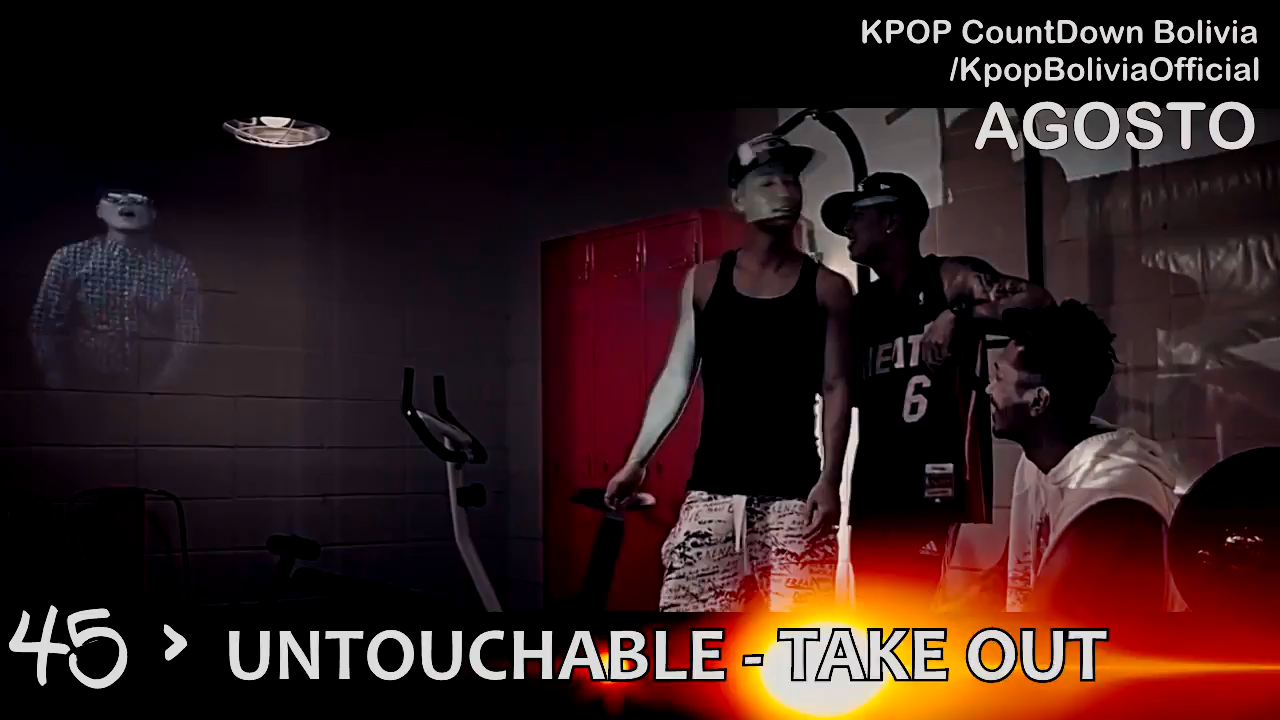 KPOP CountDown Bolivia
/KpopBoliviaOfficial
AGOSTO
HEAT
6
45 > UNTOUCHABLE - TAKE OUT